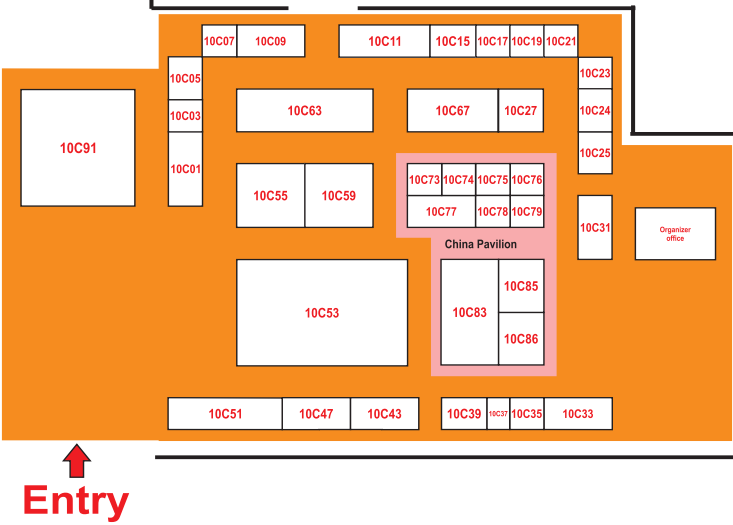 10C07
10C09
10C11
10C15
10C17
10C19
10C21
10C05
10C23
10C03
10C63
10C67
10C27
10C24
10C91
10C01
10C25
10C55
10C59
10C73
10C74
10C75
10C76
10C77
10C78
10C79
10C31
Organizer
office
China Pavilion
10C53
10C83
10C85
10C86
10C51
10C47
10C43
10C39
10C37
10C35
10C33
Entry